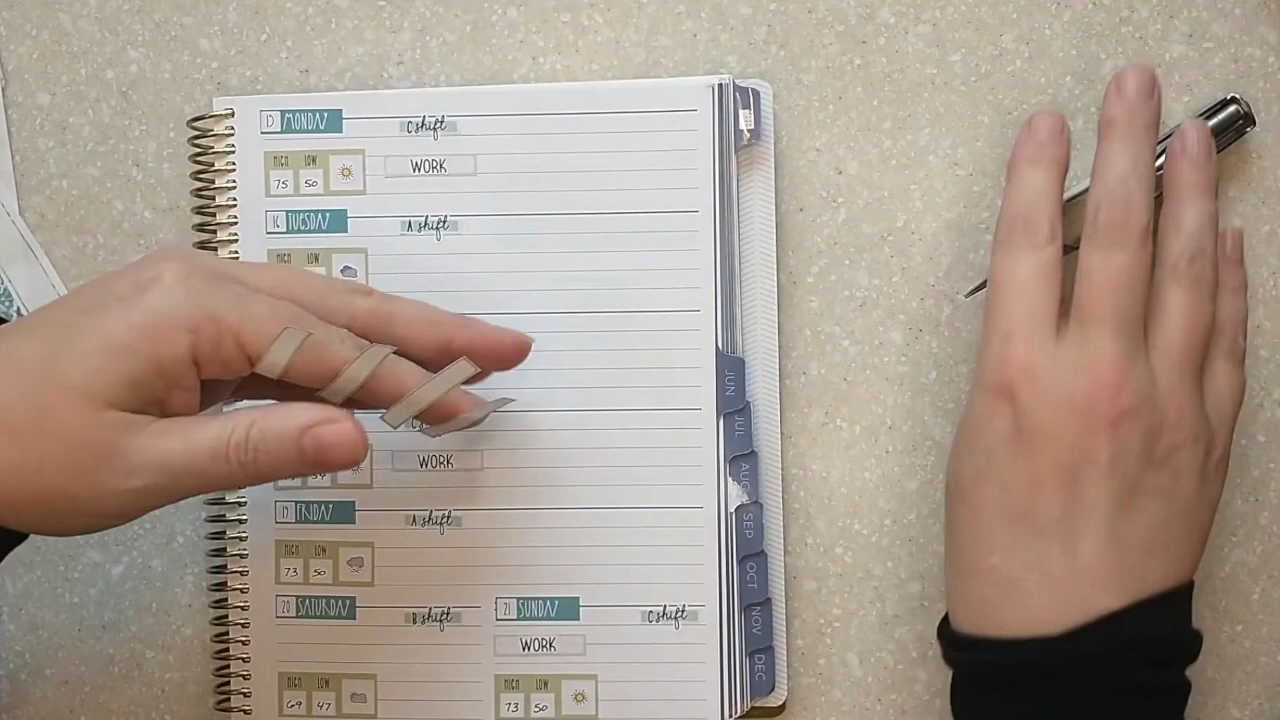 15 MONDAY C shift
HIGH LOW
75 50
WORK
16 TUESDAY A shift
HIGH LOW
WORK
19 FRIDAY A shift
HIGH LOW
73 50
20 SATURDAY B shift
HIGH LOW
69 47
21 SUNDAY C shift
WORK
HIGH LOW
73 50
JUN
JUL
AUG
SEP
OCT
NOV
DEC